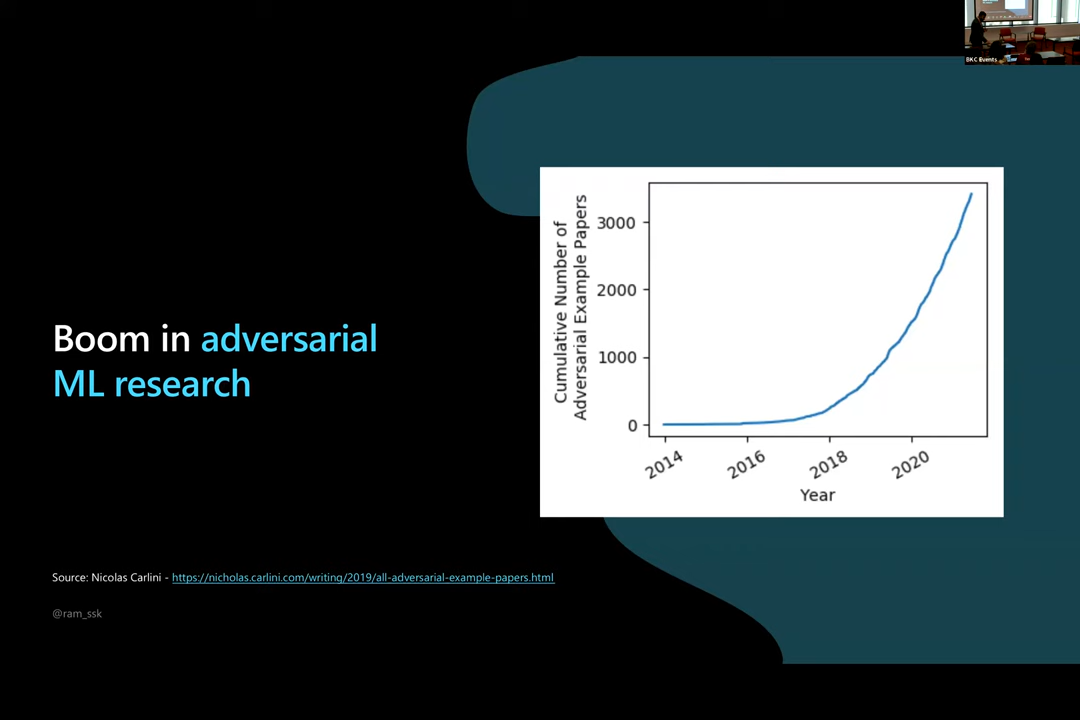 BKC Events
Boom in adversarial
ML research
Cumulative Number of
Adversarial Example Papers
3000
2000
1000
0
2014
2016
2018
2020
Year
Source: Nicolas Carlini - https://nicholas.carlini.com/writing/2019/all-adversarial-example-papers.html
@ram_ssk